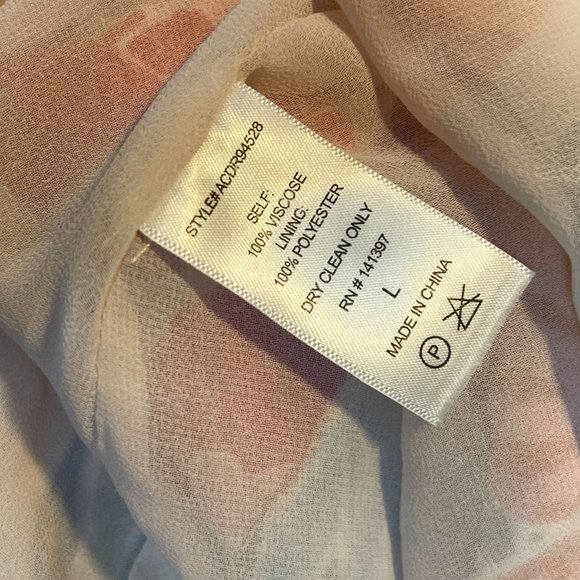 STYLE#ACDR94528
SELF:
100% VISCOSE
LINING:
100% POLYESTER
DRY CLEAN ONLY
RN # 141397
L
MADE IN CHINA
P